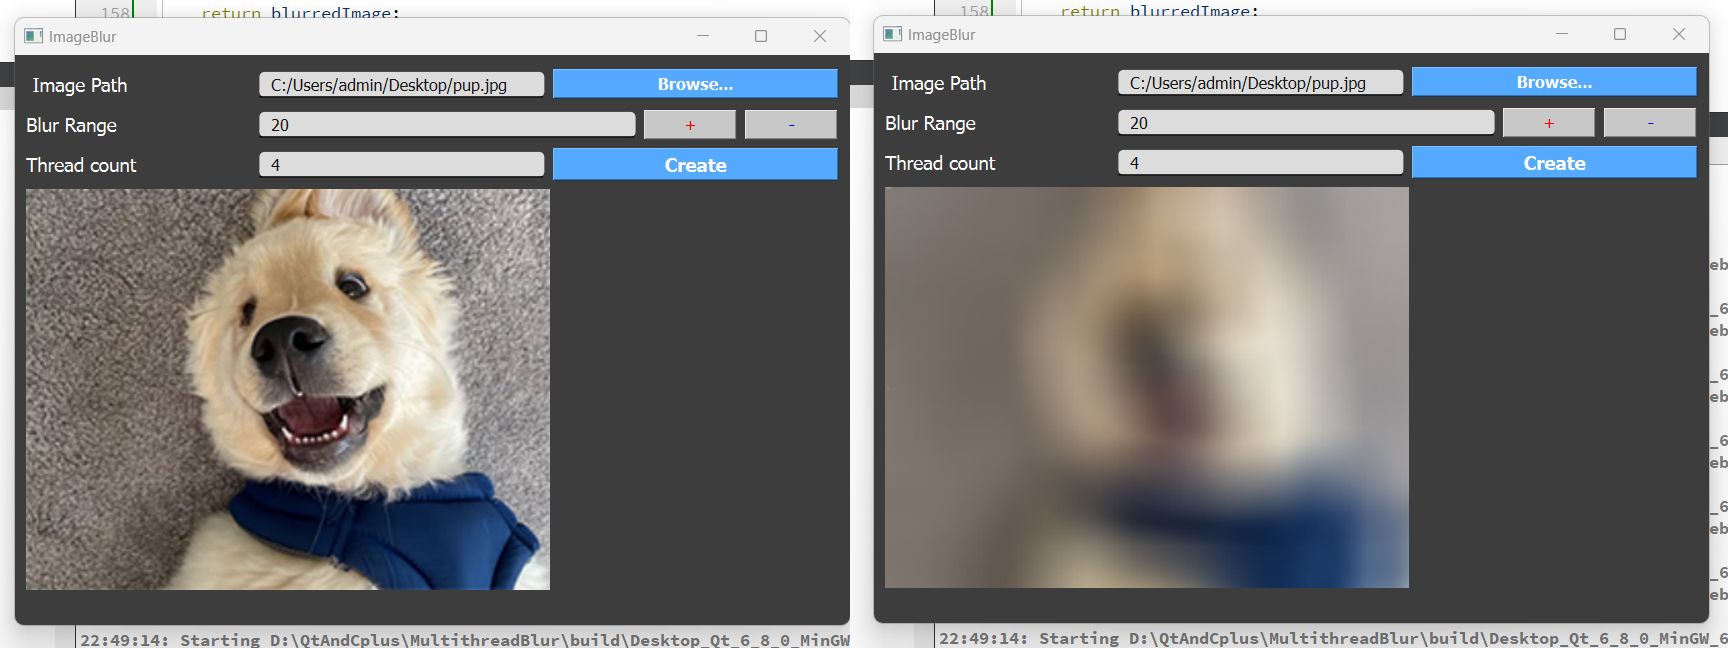 158 return blurredImage;
ImageBlur
Image Path C:/Users/admin/Desktop/pup.jpg Browse...
Blur Range 20 + -
Thread count 4 Create
22:49:14: Starting D:\QtAndCplus\MultithreadBlur\build\Desktop_Qt_6_8_0_MinGW
158 return blurredImage;
ImageBlur
Image Path C:/Users/admin/Desktop/pup.jpg Browse...
Blur Range 20 + -
Thread count 4 Create
eb
_6
eb
_6
eb
_6
eb
_6
eb
_6
eb
22:49:14: Starting D:\QtAndCplus\MultithreadBlur\build\Desktop_Qt_6_8_0_MinGW_6